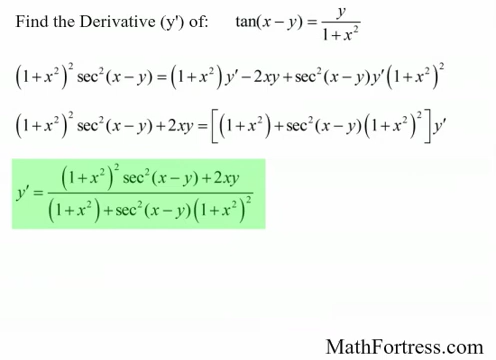 Find the Derivative (y') of: tan(x − y) = y/(1 + x²)
(1 + x²)² sec²(x − y) = (1 + x²) y' − 2xy + sec²(x − y) y' (1 + x²)²
(1 + x²)² sec²(x − y) + 2xy = [(1 + x²) + sec²(x − y)(1 + x²)²] y'
y' = ((1 + x²)² sec²(x − y) + 2xy)/((1 + x²) + sec²(x − y)(1 + x²)²)
MathFortress.com